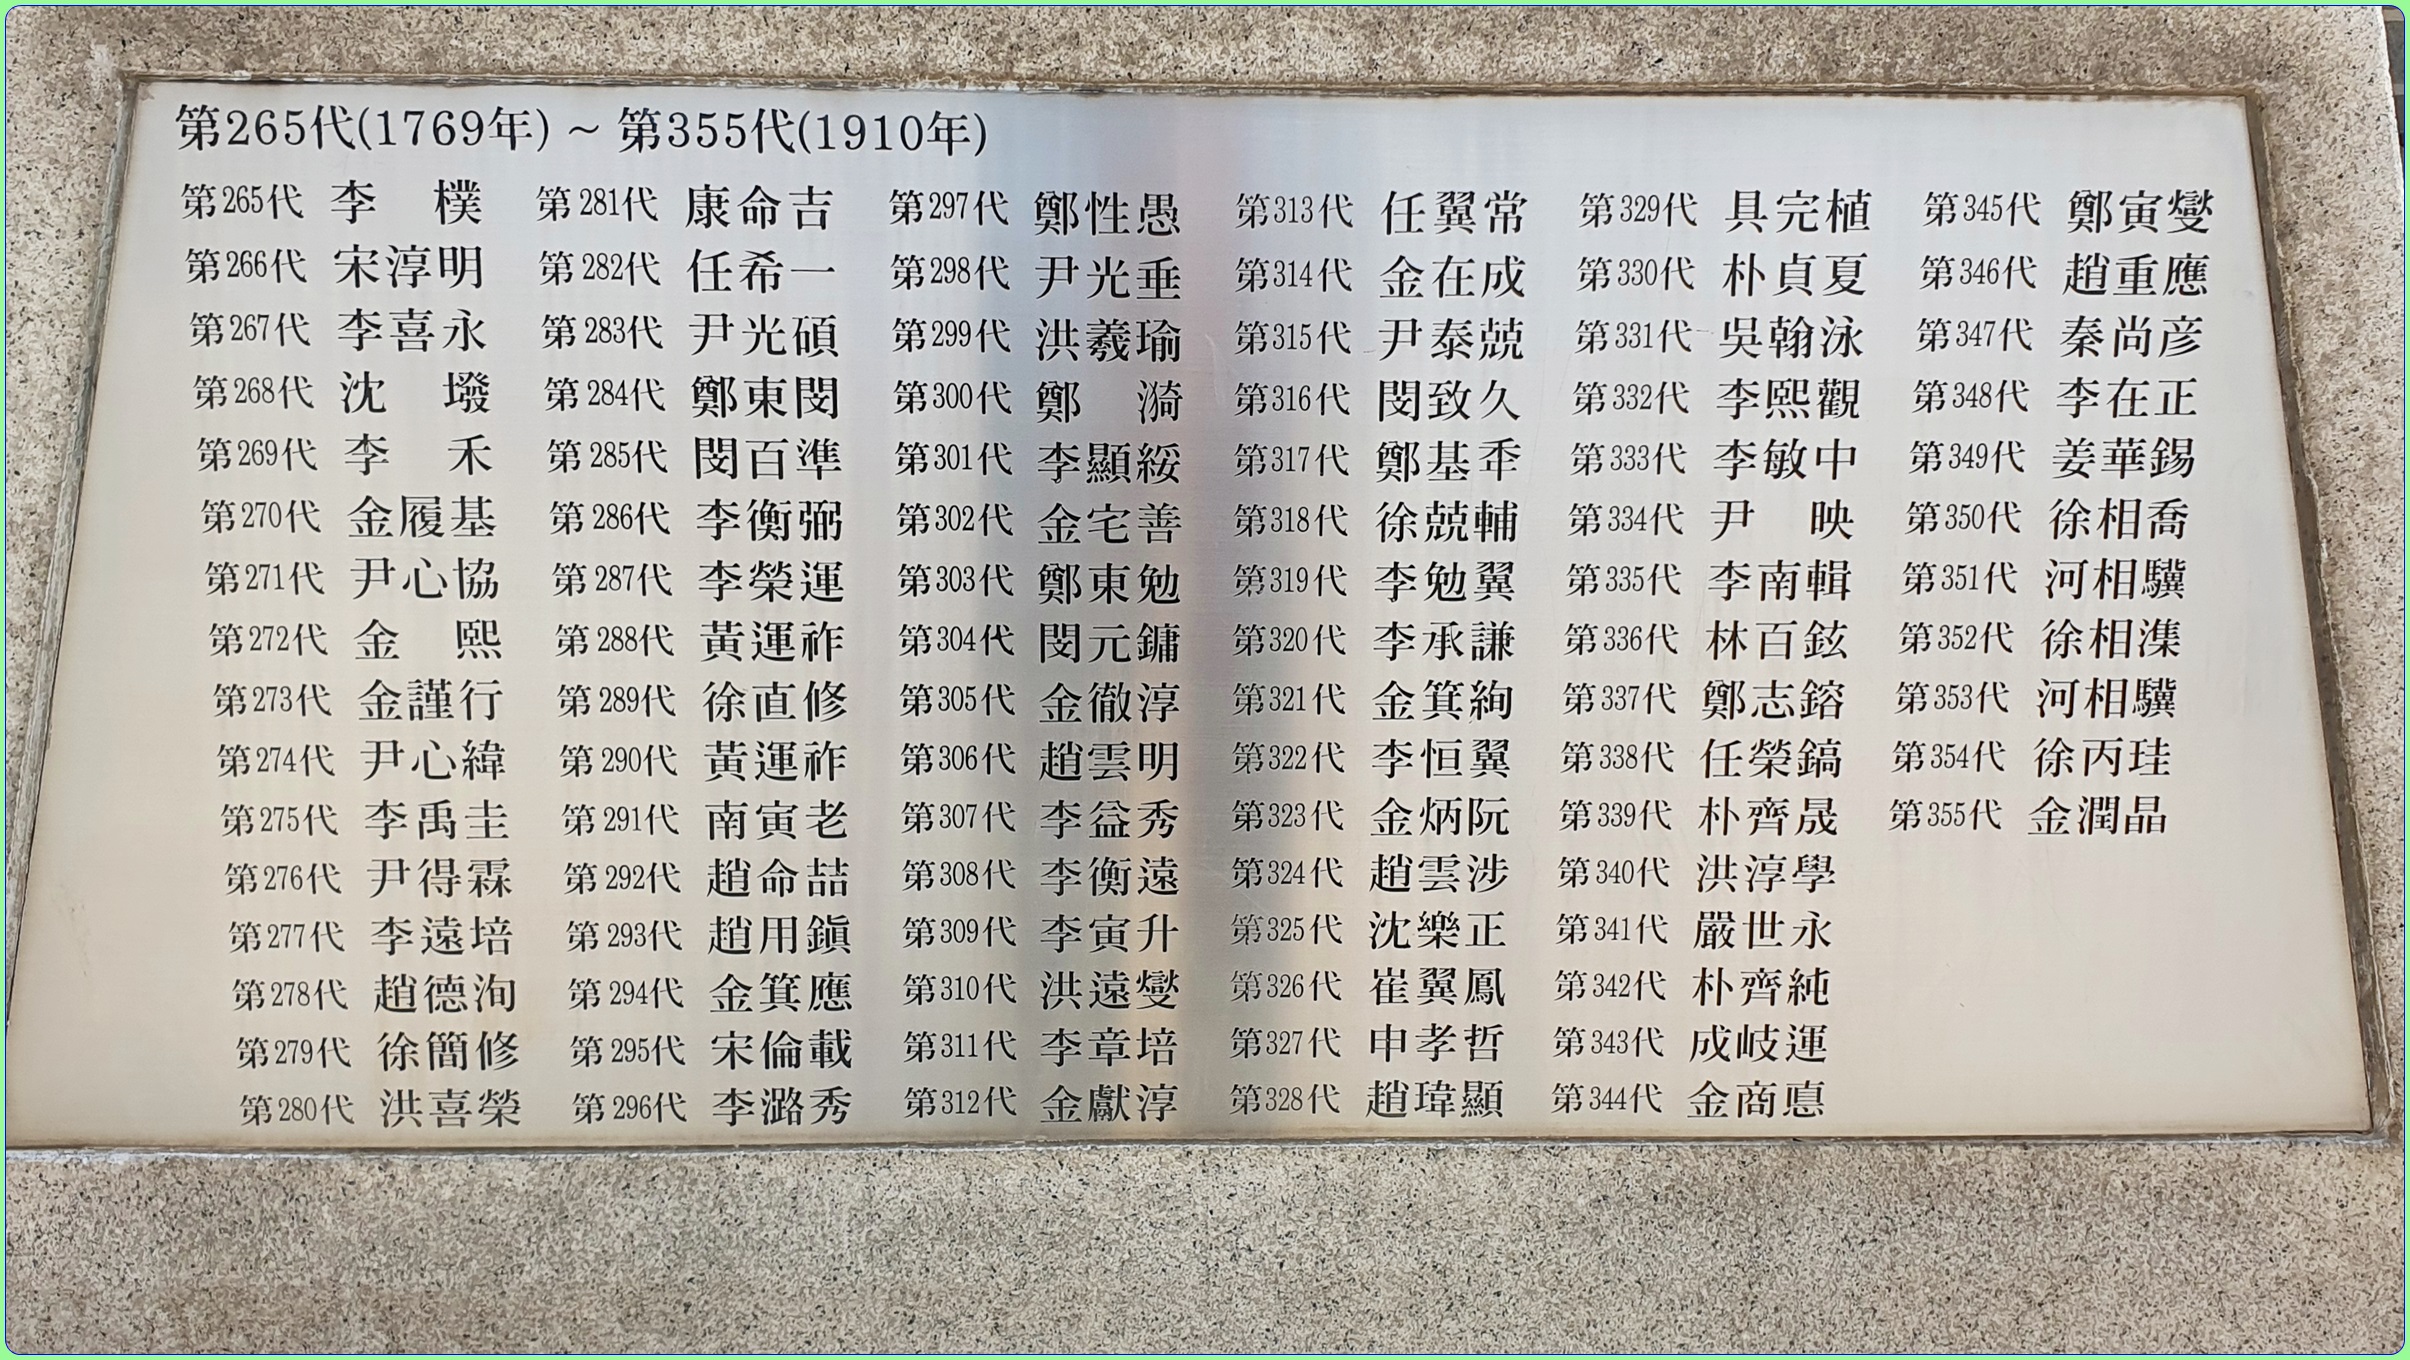 第265代(1769年) ~ 第355代(1910年)
第265代 李 樸
第266代 宋淳明
第267代 李喜永
第268代 沈 墢
第269代 李 禾
第270代 金履基
第271代 尹心協
第272代 金 熙
第273代 金謹行
第274代 尹心緯
第275代 李禹圭
第276代 尹得霖
第277代 李遠培
第278代 趙德洵
第279代 徐簡修
第280代 洪喜榮
第281代 康命吉
第282代 任希一
第283代 尹光碩
第284代 鄭東閔
第285代 閔百準
第286代 李衡弼
第287代 李榮運
第288代 黃運祚
第289代 徐直修
第290代 黃運祚
第291代 南寅老
第292代 趙命喆
第293代 趙用鎭
第294代 金箕應
第295代 宋倫載
第296代 李潞秀
第297代 鄭性愚
第298代 尹光垂
第299代 洪羲瑜
第300代 鄭 漪
第301代 李顯綏
第302代 金宅善
第303代 鄭東勉
第304代 閔元鏞
第305代 金徹淳
第306代 趙雲明
第307代 李益秀
第308代 李衡遠
第309代 李寅升
第310代 洪遠燮
第311代 李章培
第312代 金獻淳
第313代 任翼常
第314代 金在成
第315代 尹泰兢
第316代 閔致久
第317代 鄭基秊
第318代 徐兢輔
第319代 李勉翼
第320代 李承謙
第321代 金箕絢
第322代 李恒翼
第323代 金炳阮
第324代 趙雲涉
第325代 沈樂正
第326代 崔翼鳳
第327代 申孝哲
第328代 趙瑋顯
第329代 具完植
第330代 朴貞夏
第331代 吳翰泳
第332代 李熙觀
第333代 李敏中
第334代 尹 映
第335代 李南輯
第336代 林百鉉
第337代 鄭志鎔
第338代 任榮鎬
第339代 朴齊晟
第340代 洪淳學
第341代 嚴世永
第342代 朴齊純
第343代 成岐運
第344代 金商悳
第345代 鄭寅燮
第346代 趙重應
第347代 秦尚彦
第348代 李在正
第349代 姜華錫
第350代 徐相喬
第351代 河相驥
第352代 徐相潗
第353代 河相驥
第354代 徐丙珪
第355代 金潤晶